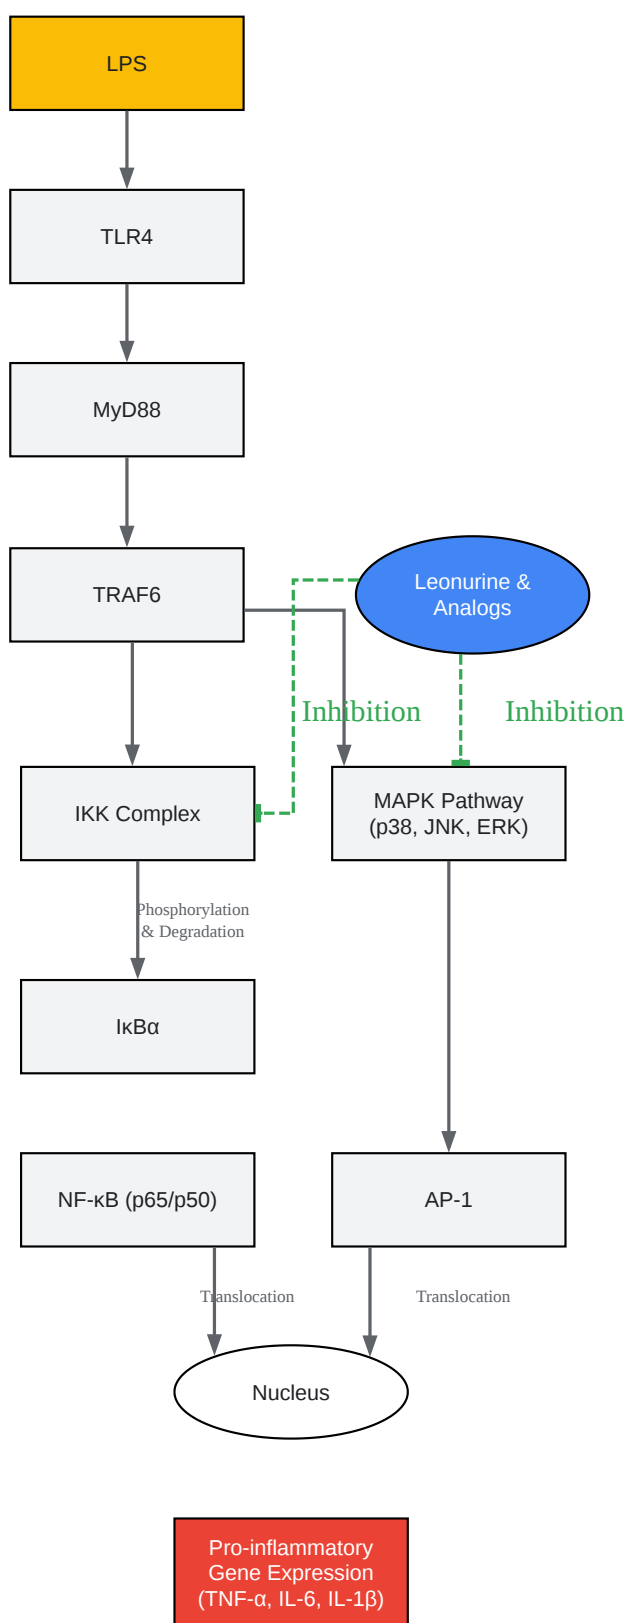 LPS
TLR4
MyD88
TRAF6
Leonurine &
Analogs
Inhibition
Inhibition
IKK Complex
MAPK Pathway
(p38, JNK, ERK)
Phosphorylation
& Degradation
IκBα
NF-κB (p65/p50)
AP-1
Translocation
Translocation
Nucleus
Pro-inflammatory
Gene Expression
(TNF-α, IL-6, IL-1β)